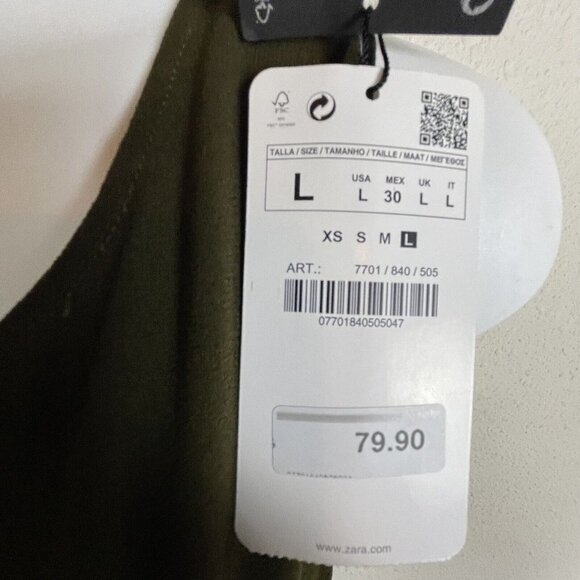 FSC
TALLA / SIZE / TAMANHO / TAILLE / MAAT / ΜΕΓΕΘΟΣ
L
USA MEX UK IT
L 30 L L
XS S M L
ART.: 7701 / 840 / 505
07701840505047
79.90
www.zara.com